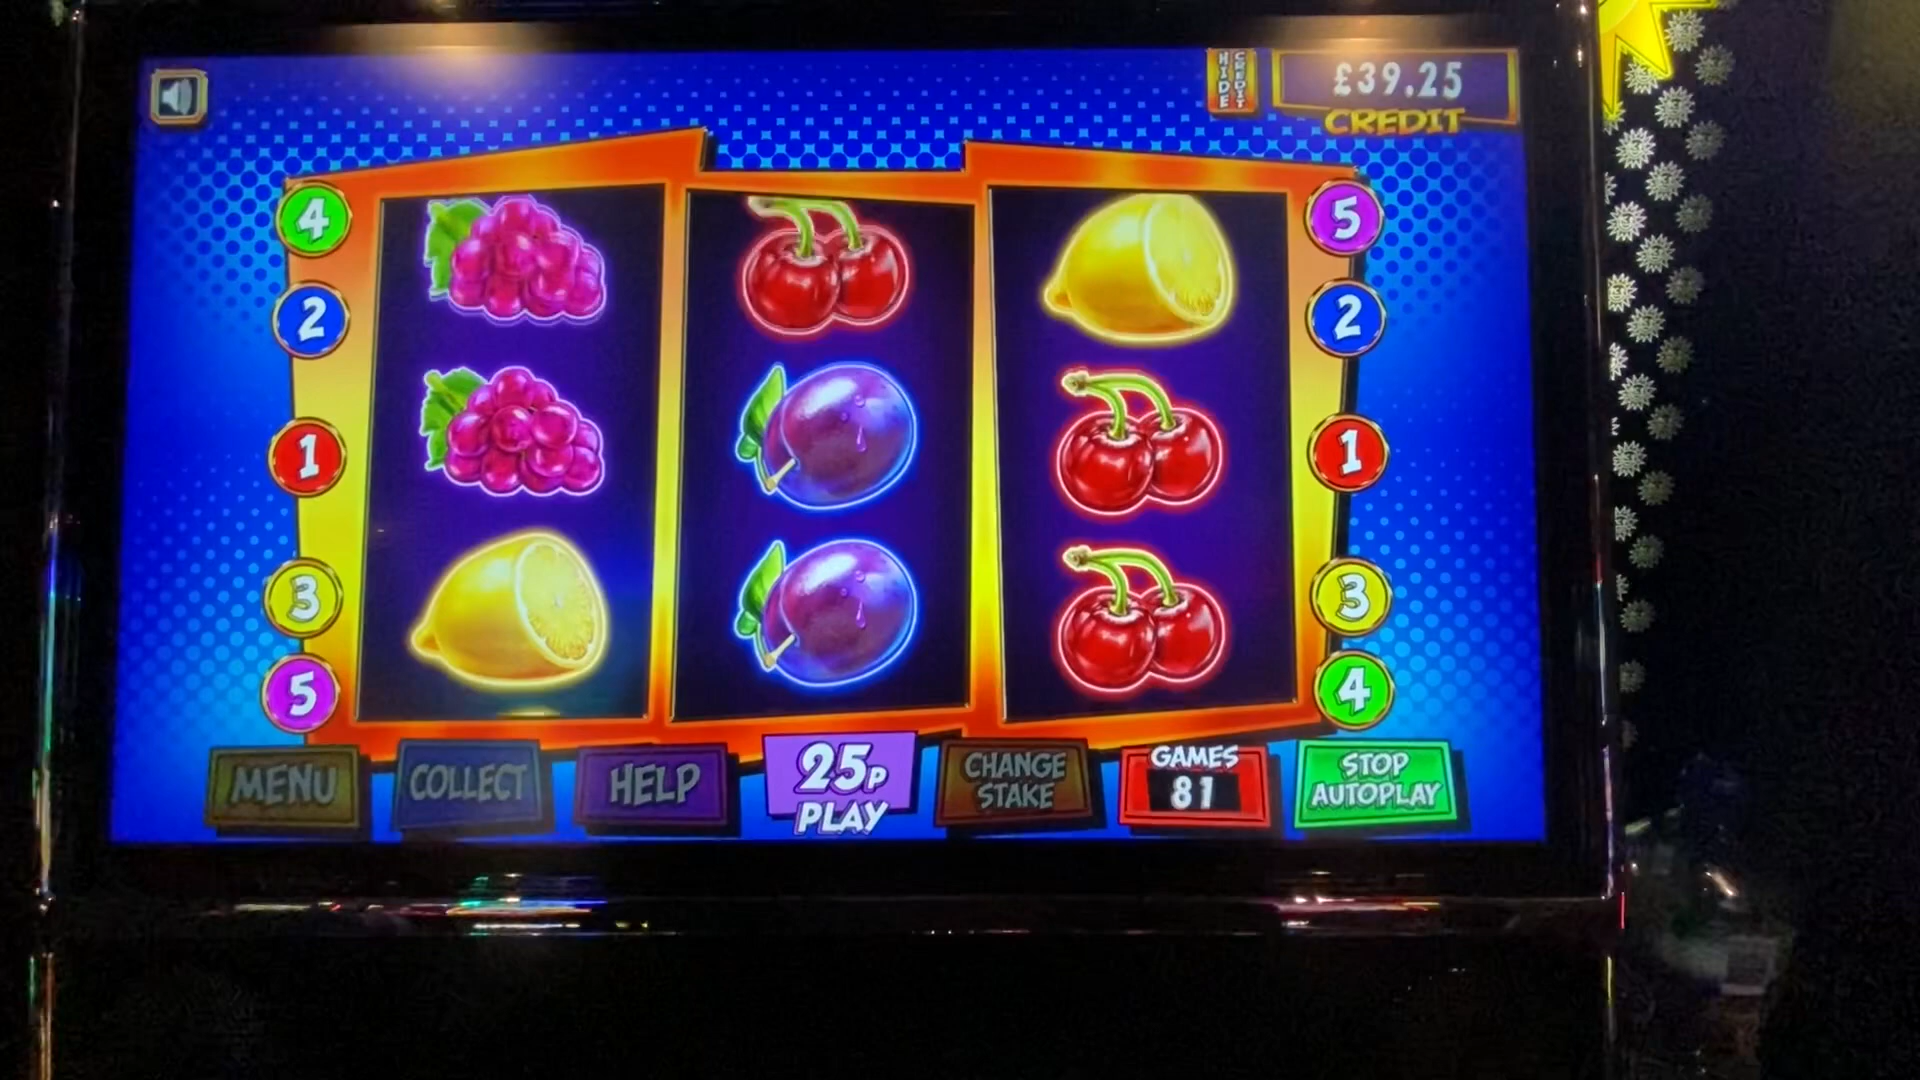 HIDE
CREDIT
£39.25
CREDIT
4
5
2
2
1
1
3
3
5
4
MENU
COLLECT
HELP
25P
PLAY
CHANGE
STAKE
GAMES
81
STOP
AUTOPLAY